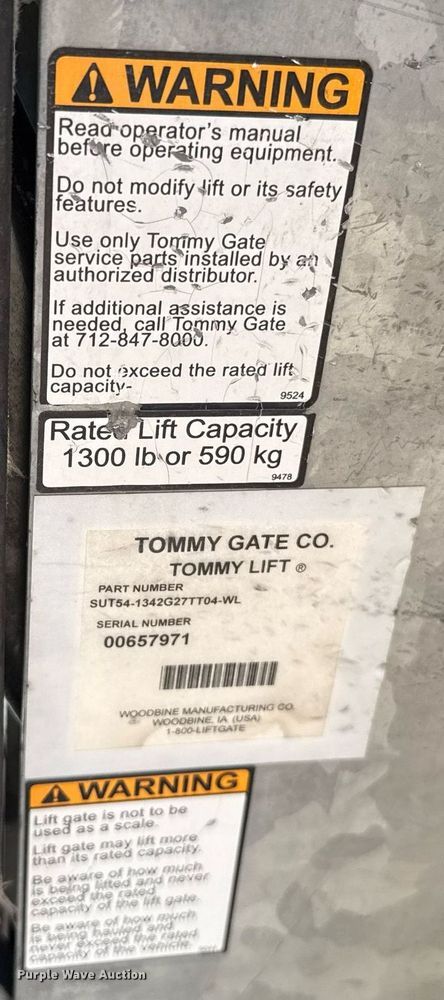 WARNING
Read operator's manual
before operating equipment.
Do not modify lift or its safety
features.
Use only Tommy Gate
service parts installed by an
authorized distributor.
If additional assistance is
needed, call Tommy Gate
at 712-847-8000.
Do not exceed the rated lift
capacity-
9524
Rated Lift Capacity
1300 lb or 590 kg
9478
TOMMY GATE CO.
TOMMY LIFT ®
PART NUMBER
SUT54-1342G27TT04-WL
SERIAL NUMBER
00657971
WOODBINE MANUFACTURING CO.
WOODBINE, IA (USA)
1-800-LIFTGATE
WARNING
Lift gate is not to be
used as a scale.
Lift gate may lift more
than its rated capacity.
Be aware of how much
is being lifted and never
exceed the rated
capacity of the lift gate.
Be aware of how much
is being hauled and
never exceed the rated
capacity of the vehicle.
Purple Wave Auction